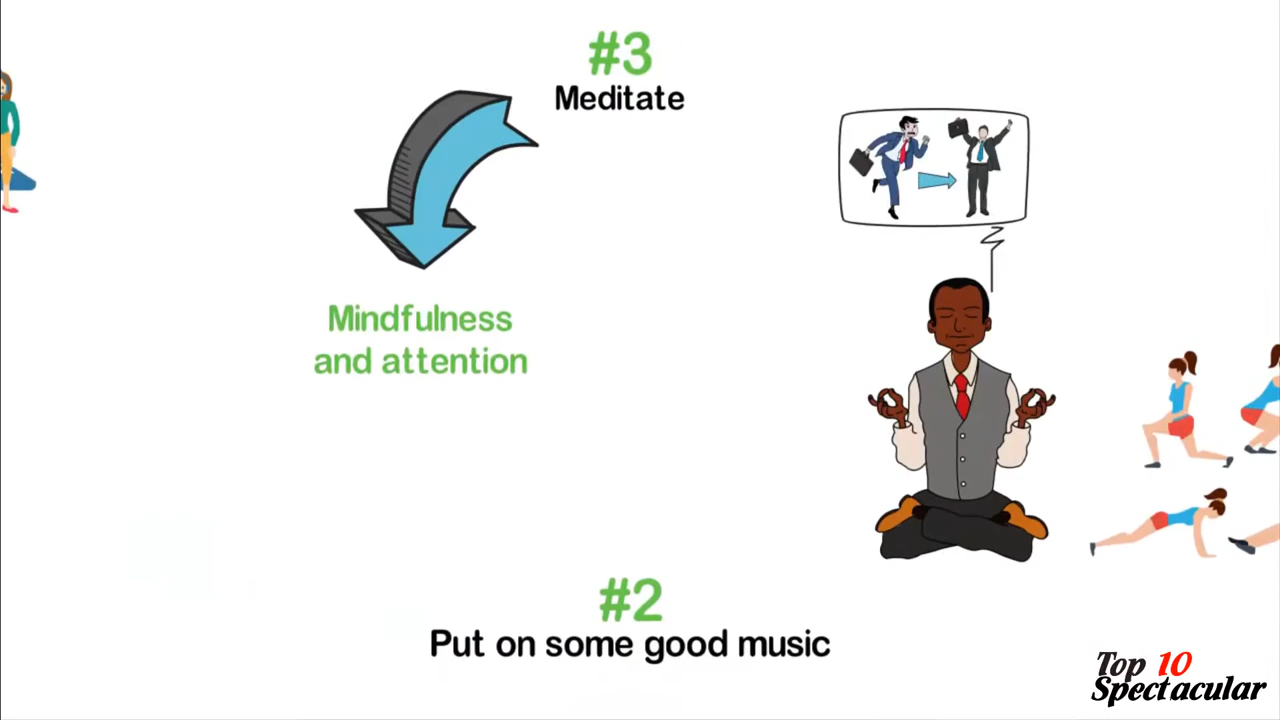 #3
Meditate
Mindfulness
and attention
#2
Put on some good music
Top 10
Spectacular